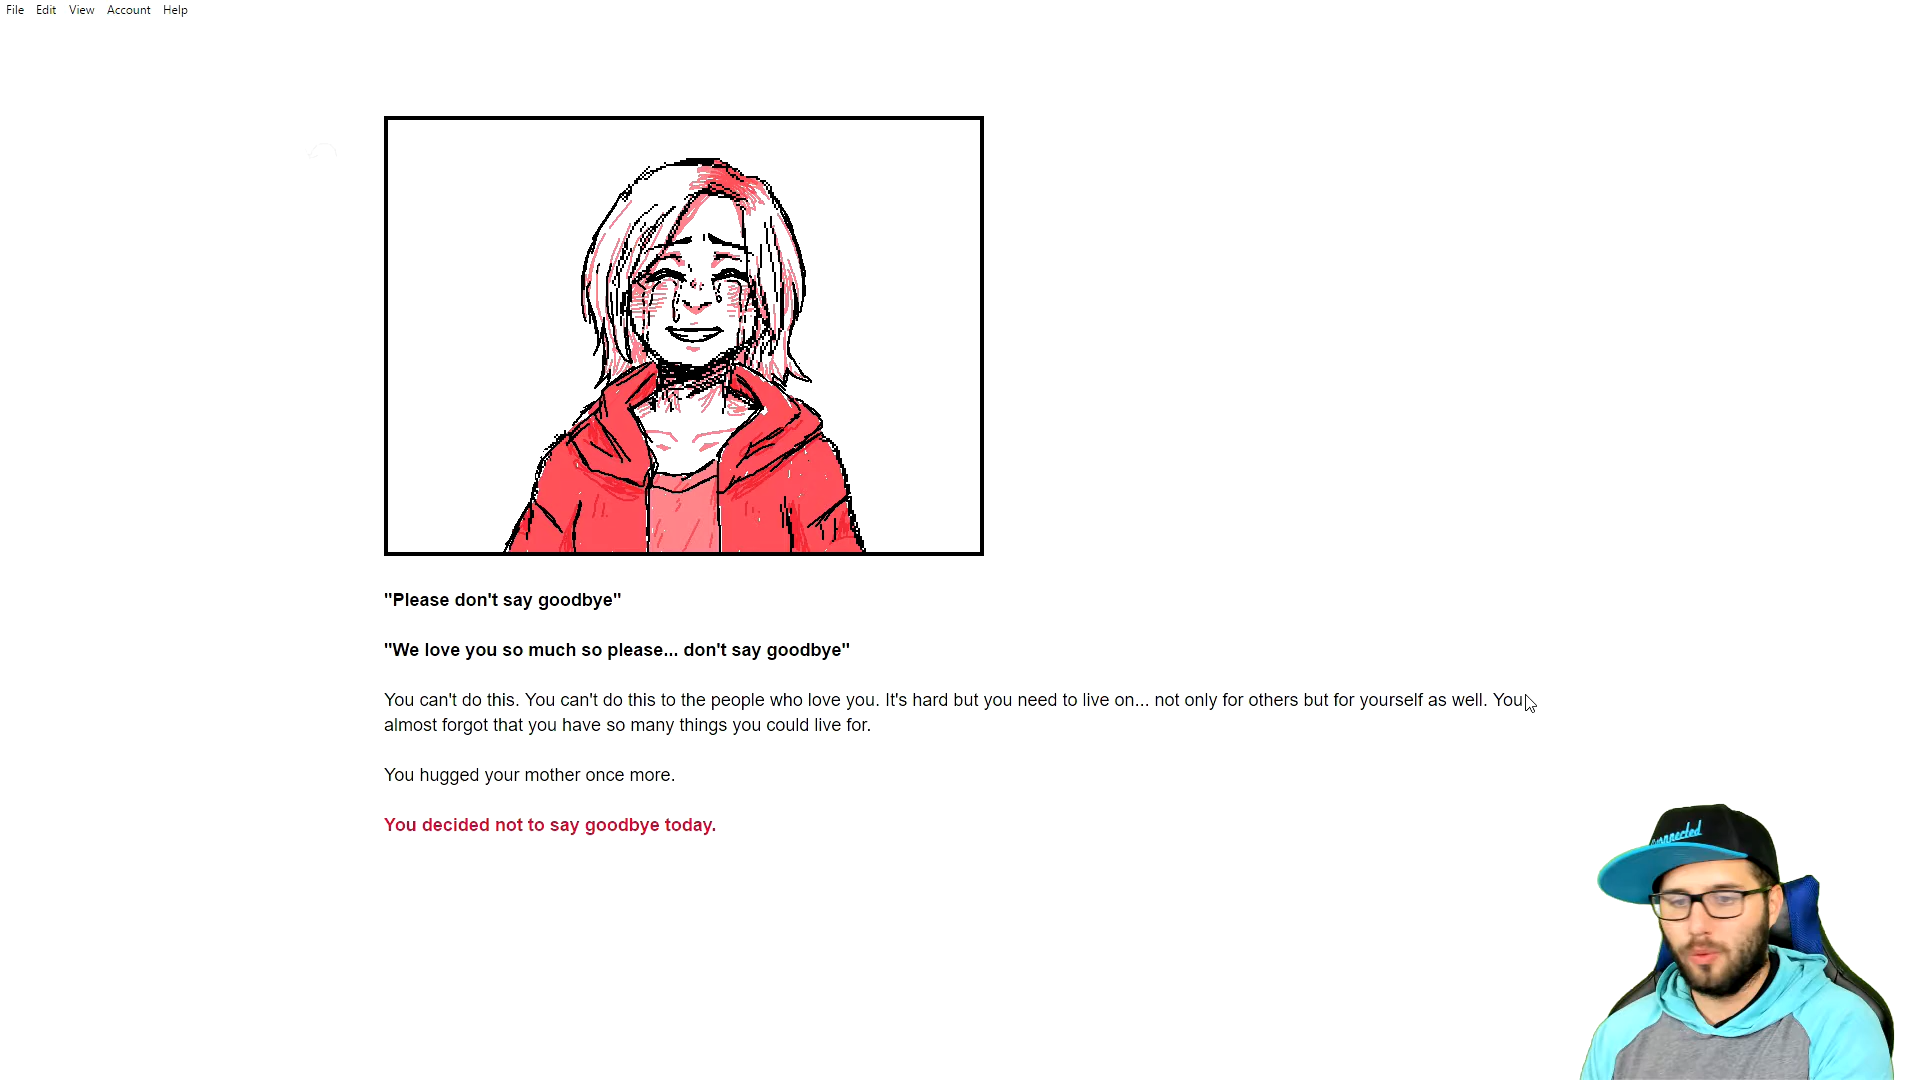 File Edit View Account Help
"Please don't say goodbye"
"We love you so much so please... don't say goodbye"
You can't do this. You can't do this to the people who love you. It's hard but you need to live on... not only for others but for yourself as well. You
almost forgot that you have so many things you could live for.
You hugged your mother once more.
You decided not to say goodbye today.